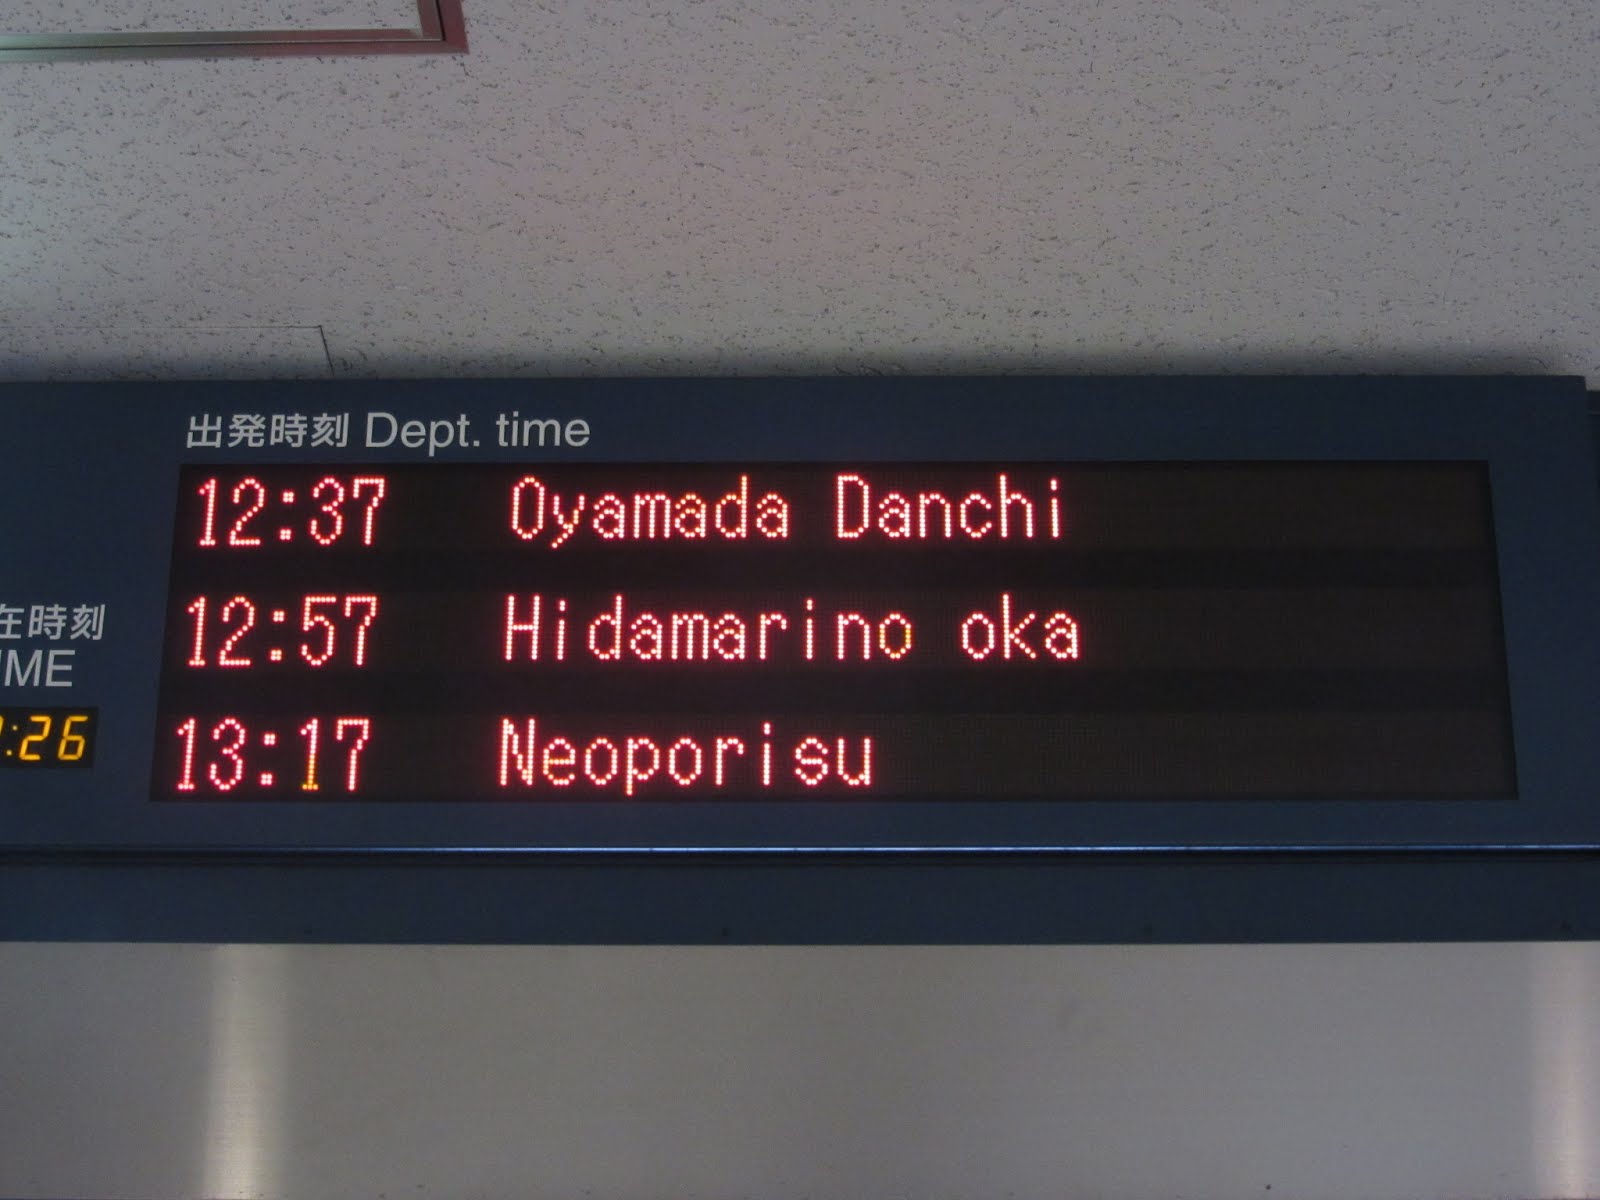 出発時刻 Dept. time
12:37 Oyamada Danchi
12:57 Hidamarino oka
13:17 Neoporisu
在時刻
IME
:26